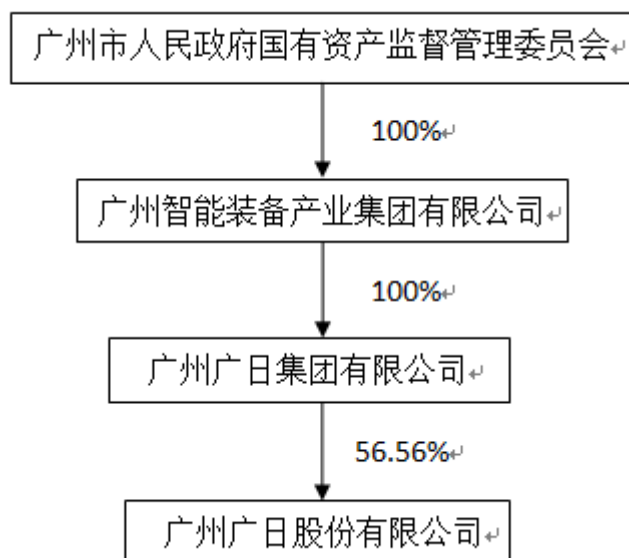 广州市人民政府国有资产监督管理委员会
100%
广州智能装备产业集团有限公司
100%
广州广日集团有限公司
56.56%
广州广日股份有限公司